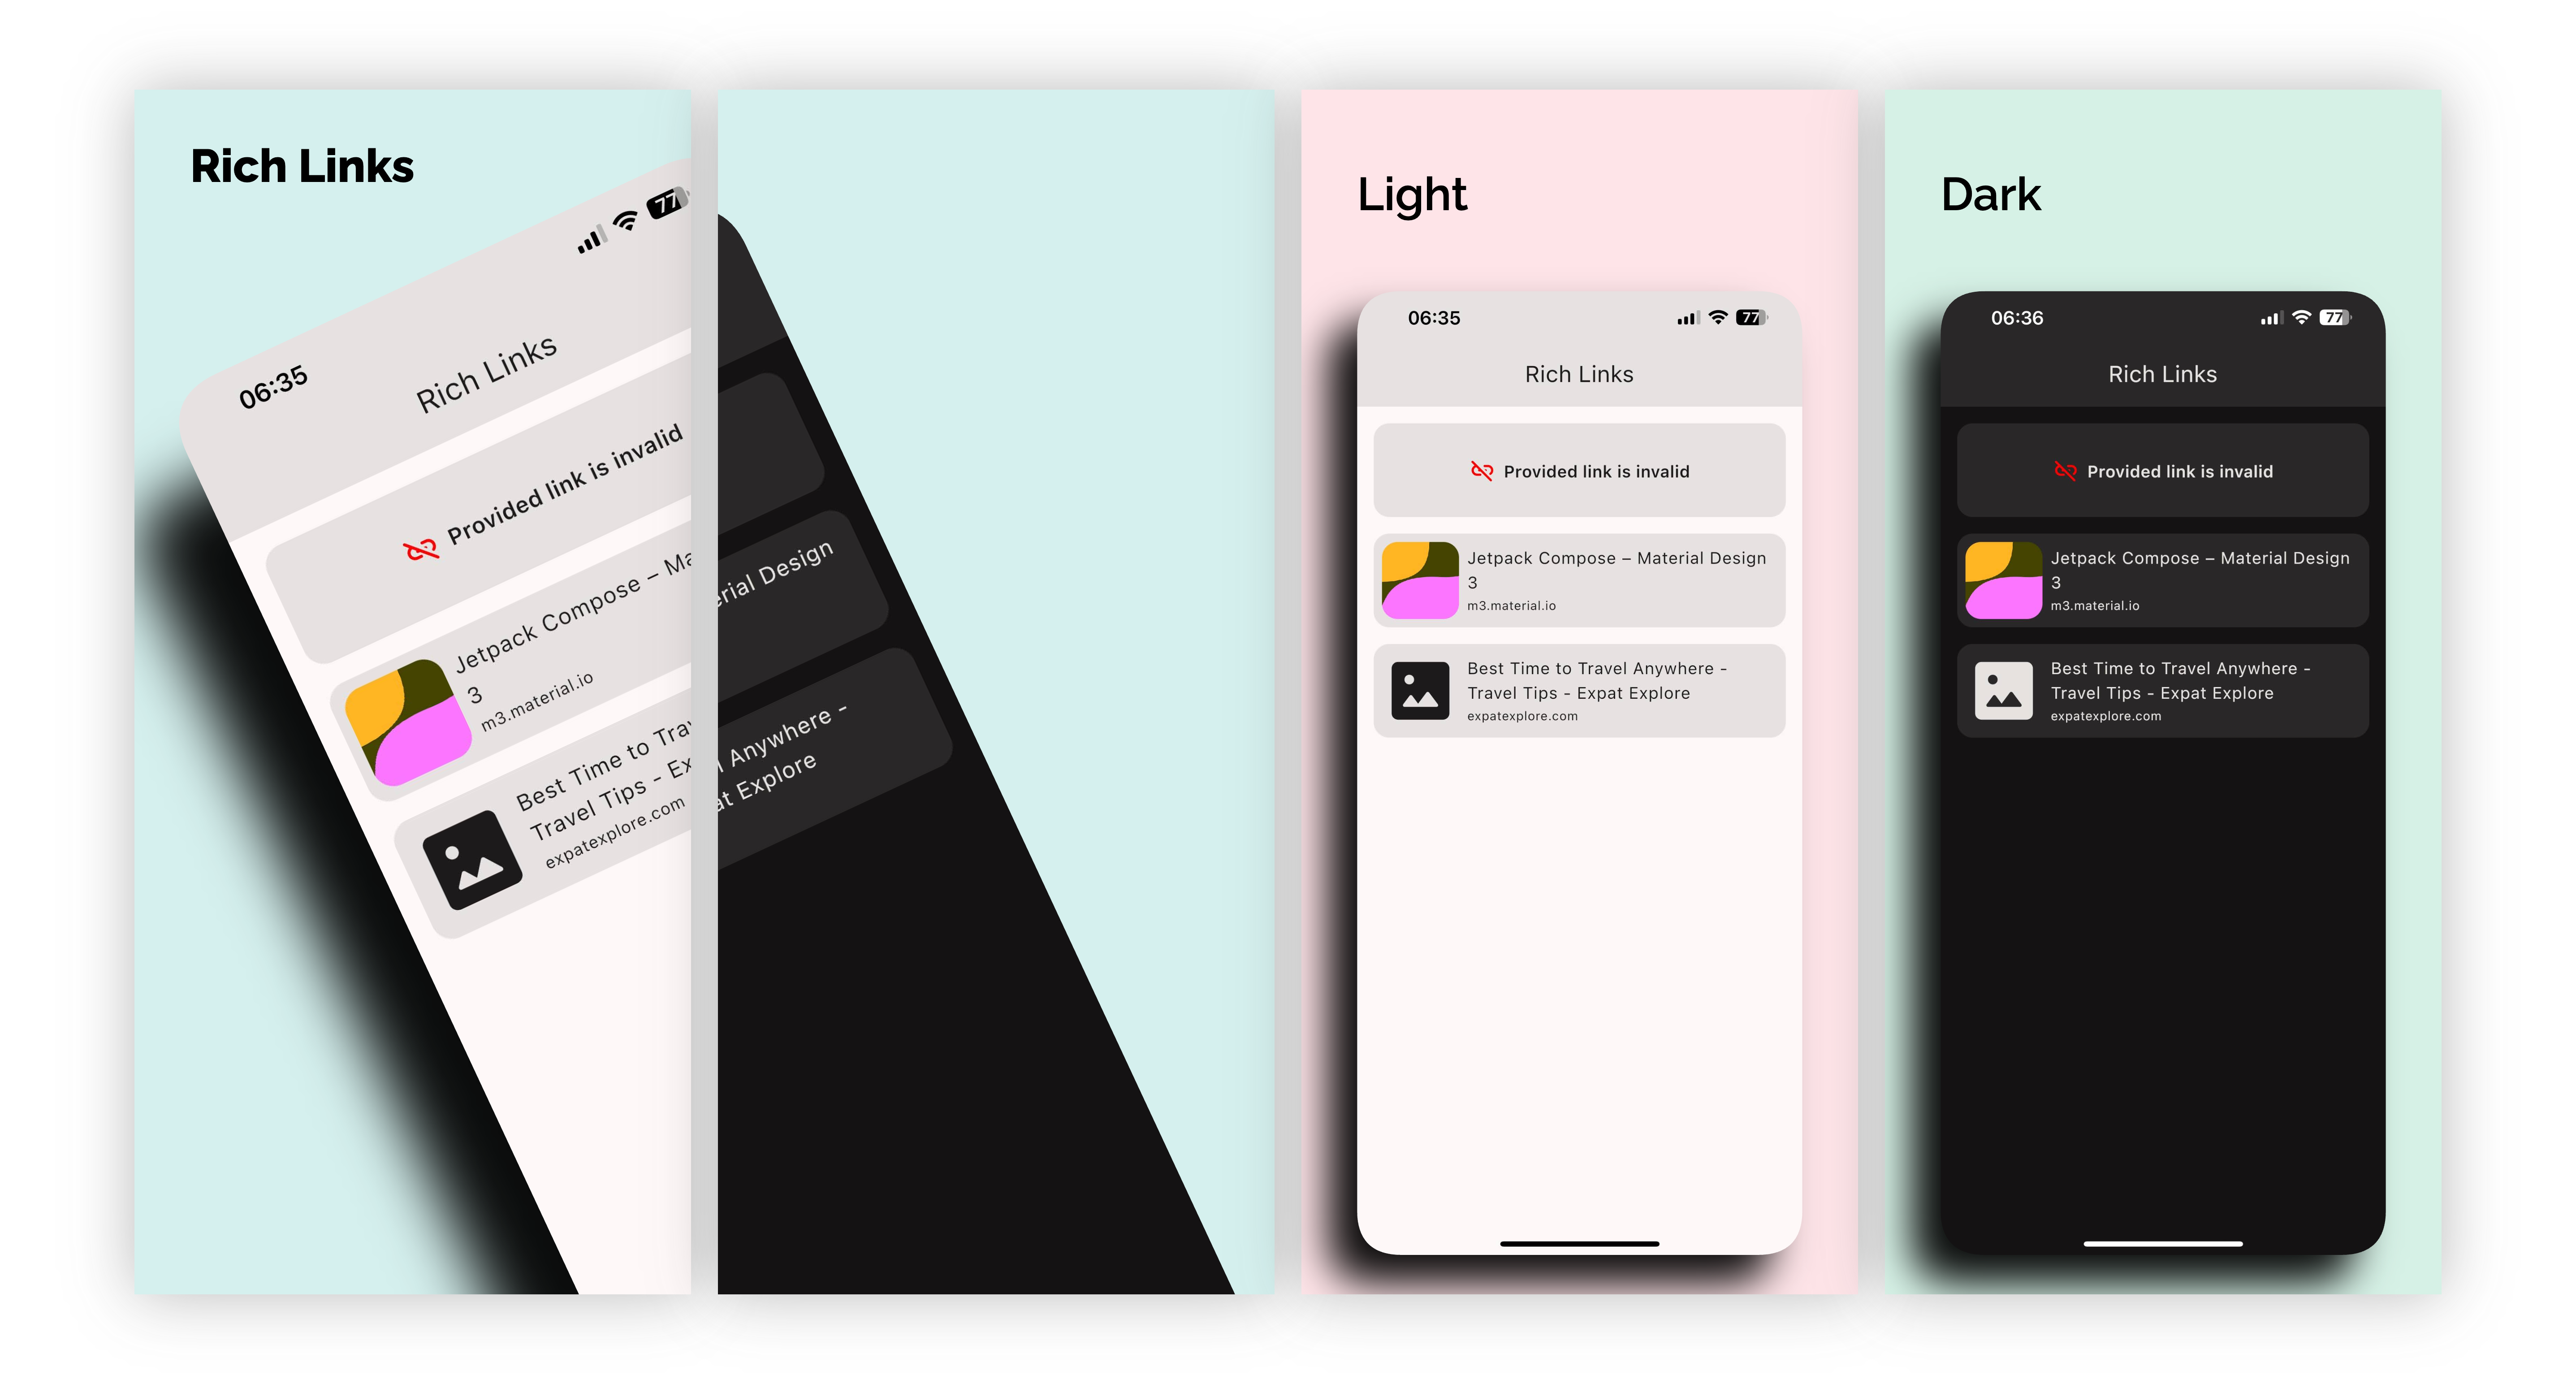 Rich Links
77
06:35
Rich Links
Provided link is invalid
Jetpack Compose – Ma
3
m3.material.io
Best Time to Trav
Travel Tips - Ex
expatexplore.com
erial Design
l Anywhere -
at Explore
Light
06:35
77
Rich Links
Provided link is invalid
Jetpack Compose – Material Design
3
m3.material.io
Best Time to Travel Anywhere -
Travel Tips - Expat Explore
expatexplore.com
Dark
06:36
77
Rich Links
Provided link is invalid
Jetpack Compose – Material Design
3
m3.material.io
Best Time to Travel Anywhere -
Travel Tips - Expat Explore
expatexplore.com